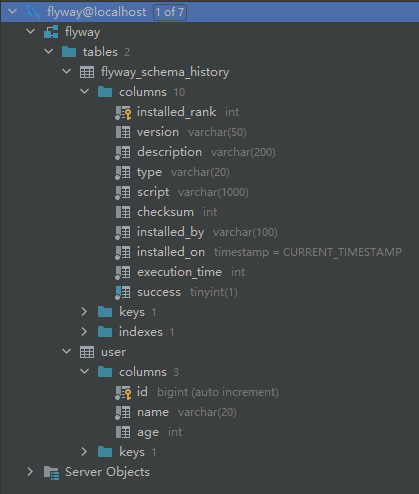 flyway@localhost 1 of 7
flyway
tables 2
flyway_schema_history
columns 10
installed_rank int
version varchar(50)
description varchar(200)
type varchar(20)
script varchar(1000)
checksum int
installed_by varchar(100)
installed_on timestamp = CURRENT_TIMESTAMP
execution_time int
success tinyint(1)
keys 1
indexes 1
user
columns 3
id bigint (auto increment)
name varchar(20)
age int
keys 1
Server Objects